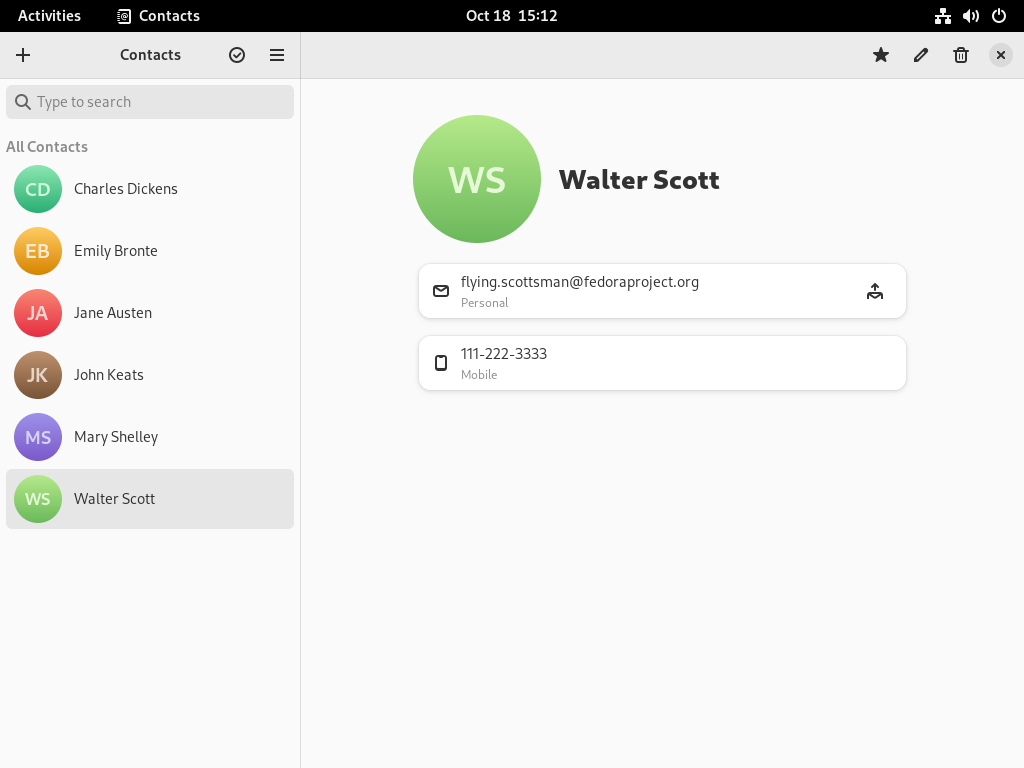 Activities Contacts Oct 18 15:12
Contacts
Type to search
All Contacts
CD Charles Dickens
EB Emily Bronte
JA Jane Austen
JK John Keats
MS Mary Shelley
WS Walter Scott
WS Walter Scott
flying.scottsman@fedoraproject.org
Personal
111-222-3333
Mobile